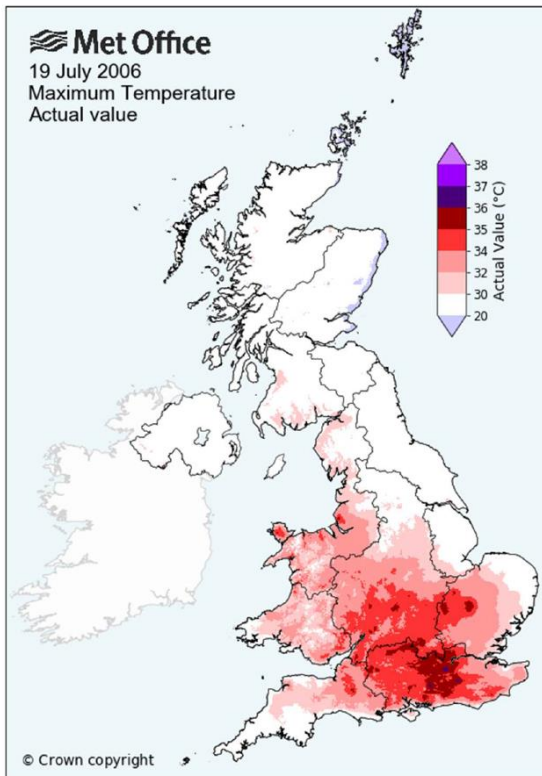 Met Office
19 July 2006
Maximum Temperature
Actual value
38
37
36
35
34
32
30
20
Actual Value (°C)
© Crown copyright